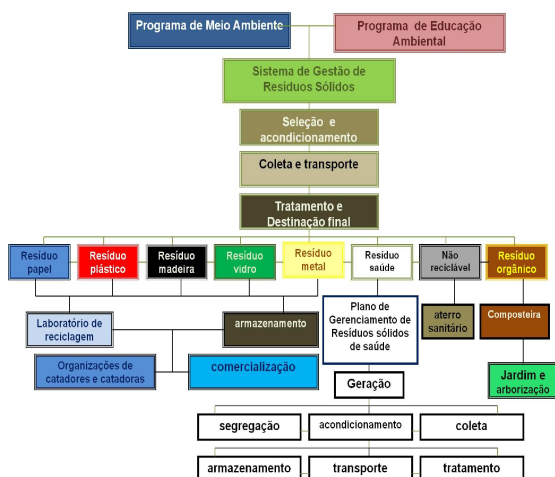 Programa de Meio Ambiente
Programa de Educação
Ambiental
Sistema de Gestão de
Resíduos Sólidos
Seleção e
acondicionamento
Coleta e transporte
Tratamento e
Destinação final
Resíduo
papel
Resíduo
plástico
Resíduo
madeira
Resíduo
vidro
Resíduo
metal
Resíduo
saúde
Não
reciclável
Resíduo
orgânico
Laboratório de
reciclagem
armazenamento
Plano de
Gerenciamento de
Resíduos sólidos
de saúde
aterro
sanitário
Composteira
Organizações de
catadores e catadoras
comercialização
Geração
Jardim e
arborização
segregação
acondicionamento
coleta
armazenamento
transporte
tratamento